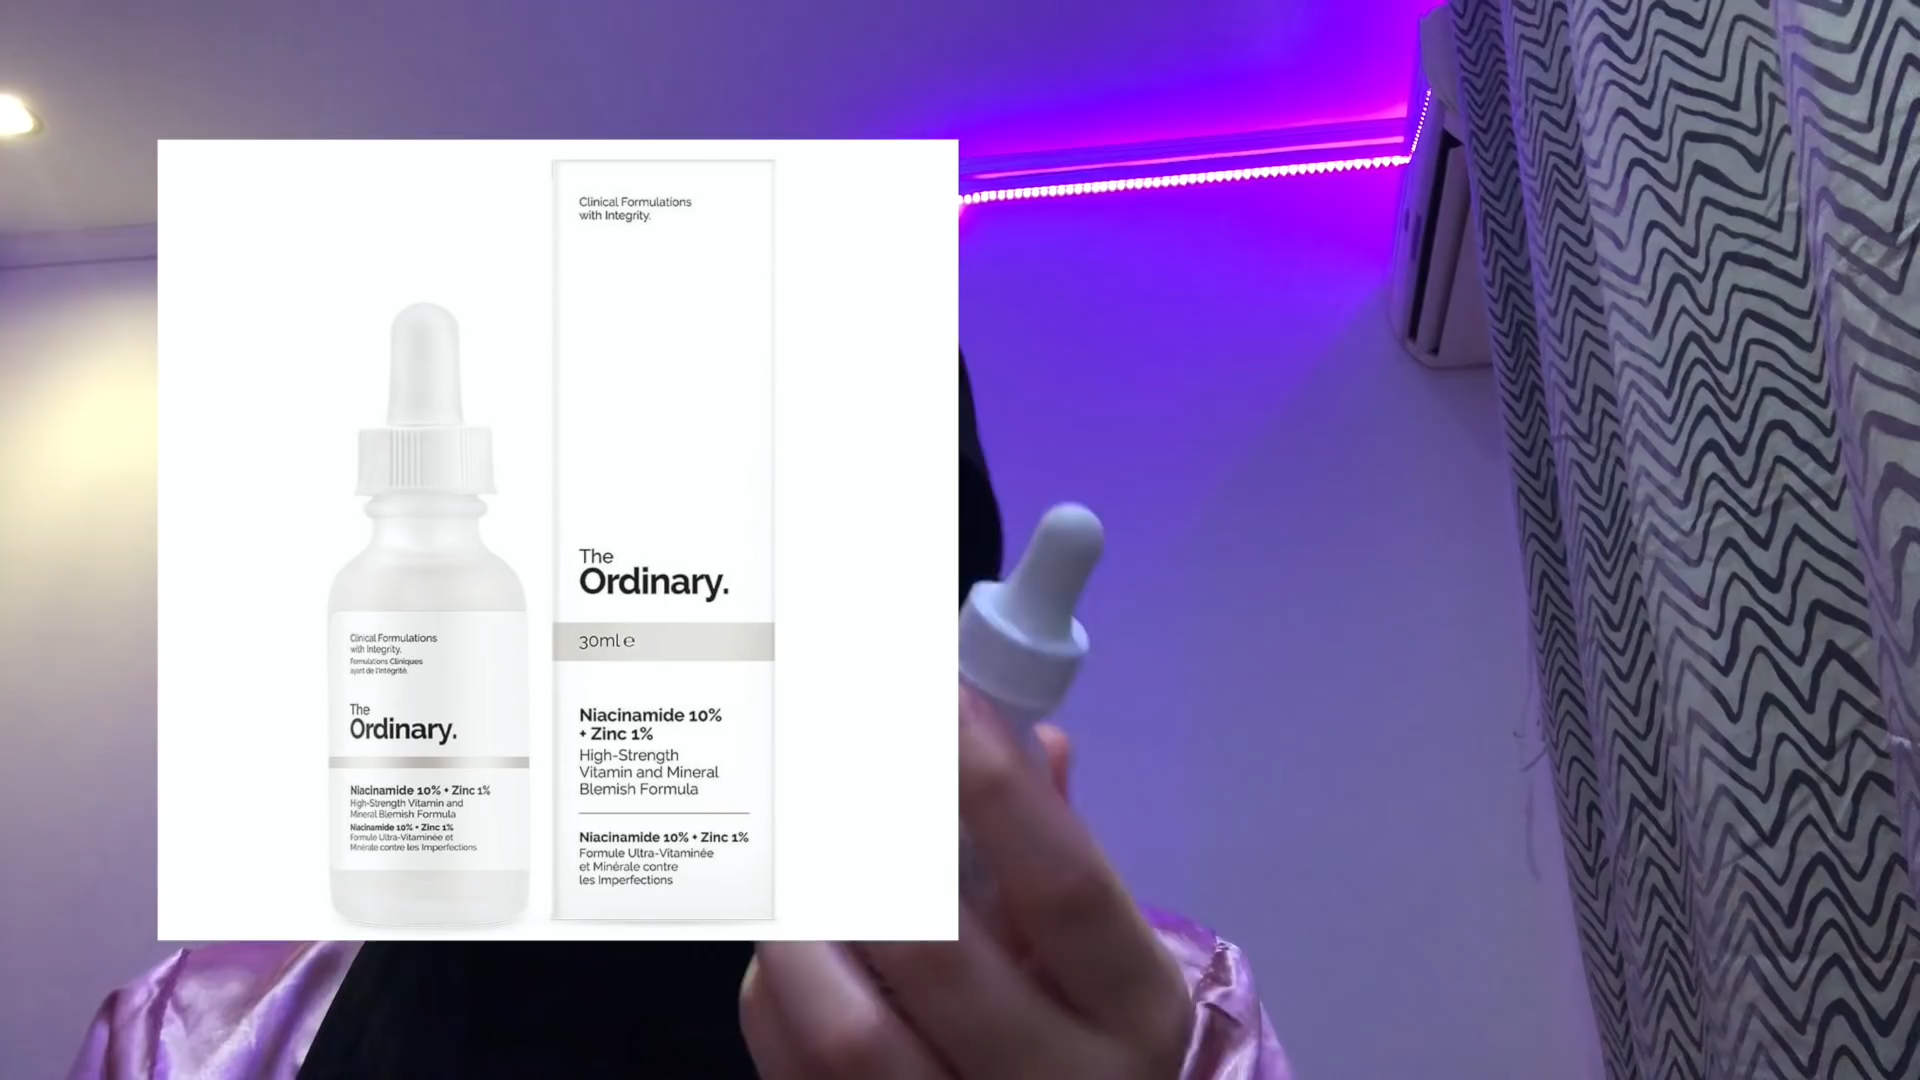 Clinical Formulations
with Integrity.
The
Ordinary.
30ml e
Niacinamide 10%
+ Zinc 1%
High-Strength
Vitamin and Mineral
Blemish Formula
Niacinamide 10% + Zinc 1%
Formule Ultra-Vitaminée
et Minérale contre
les Imperfections
Clinical Formulations
with Integrity.
Formulations Cliniques
ayant de l'intégrité.
The
Ordinary.
Niacinamide 10% + Zinc 1%
High-Strength Vitamin and
Mineral Blemish Formula
Niacinamide 10% + Zinc 1%
Formule Ultra-Vitaminée et
Minérale contre les Imperfections